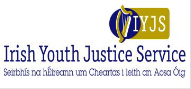 IYJS
Irish Youth Justice Service
Seirbhís na hÉireann um Cheartas i leith an Aosa Óig